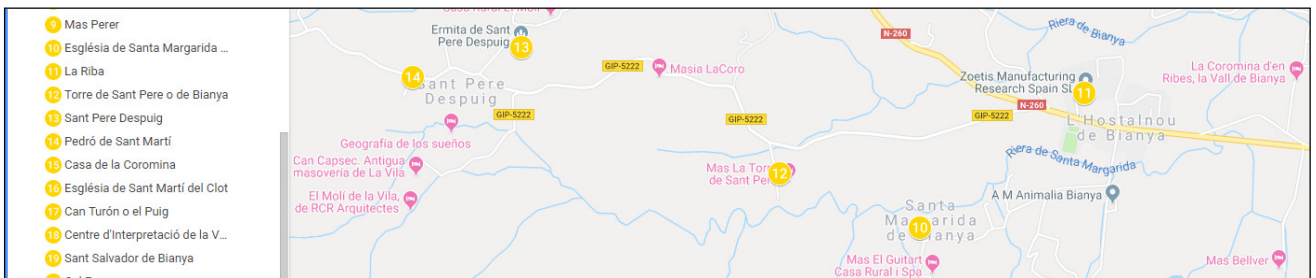 9 Mas Perer
10 Església de Santa Margarida ...
11 La Riba
12 Torre de Sant Pere o de Bianya
13 Sant Pere Despuig
14 Pedró de Sant Martí
15 Casa de la Coromina
16 Església de Sant Martí del Clot
17 Can Turón o el Puig
18 Centre d'Interpretació de la V...
19 Sant Salvador de Bianya
Ermita de Sant
Pere Despuig
13
14
Sant Pere
Despuig
GIP-5222
Masia LaCoro
GIP-5222
Geografía de los sueños
Can Capsec. Antigua
masovería de La Vila
El Molí de la Vila,
de RCR Arquitectes
N-260
Riera de Bianya
Zoetis Manufacturing
Research Spain SL
11
N-260
La Coromina d'en
Ribes, la Vall de Bianya
GIP-5222
GIP-5222
L'Hostalnou
de Bianya
Riera de Santa Margarida
Mas La Torre
de Sant Pe
12
A M Animalia Bianya
Santa
Margarida
de Bianya
10
Mas El Guitart
Casa Rural i Spa
Mas Bellver